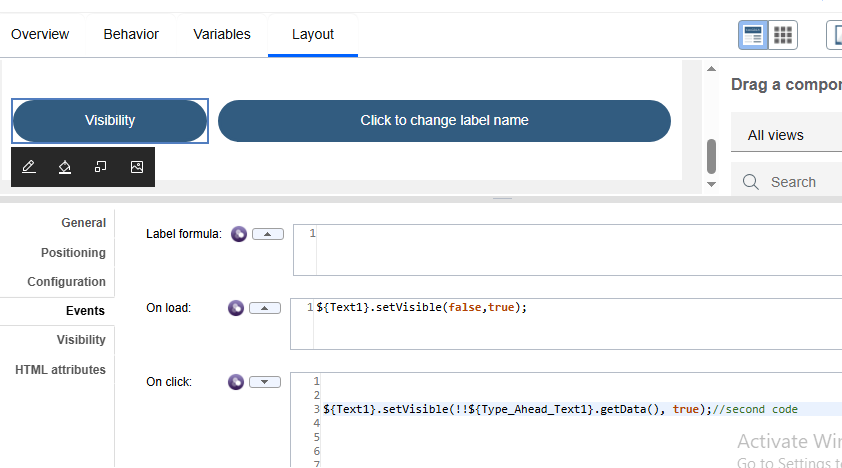 Overview Behavior Variables Layout
Drag a compo
Visibility Click to change label name
All views
Search
General
Positioning
Configuration
Events
Visibility
HTML attributes
Label formula:
1
On load:
1 ${Text1}.setVisible(false,true);
On click:
1
2
3 ${Text1}.setVisible(!!${Type_Ahead_Text1}.getData(), true);//second code
4
5
6
7
Activate Wi
Go to Settings t